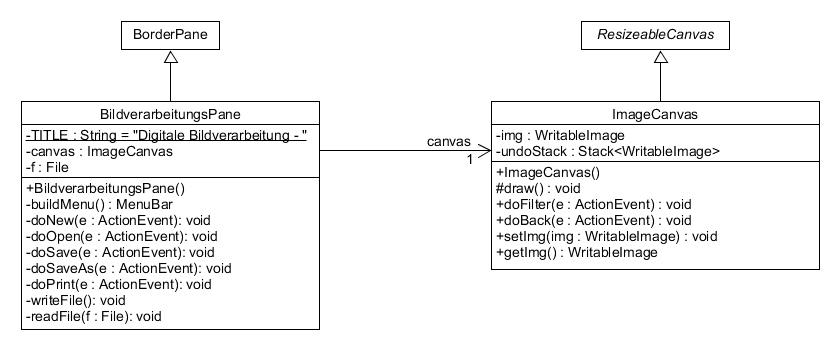 BorderPane
ResizeableCanvas
BildverarbeitungsPane
-TITLE : String = "Digitale Bildverarbeitung - "
-canvas : ImageCanvas
-f : File
+BildverarbeitungsPane()
-buildMenu() : MenuBar
-doNew(e : ActionEvent): void
-doOpen(e : ActionEvent): void
-doSave(e : ActionEvent): void
-doSaveAs(e : ActionEvent): void
-doPrint(e : ActionEvent): void
-writeFile(): void
-readFile(f : File): void
canvas
1
ImageCanvas
-img : WritableImage
-undoStack : Stack<WritableImage>
+ImageCanvas()
#draw() : void
+doFilter(e : ActionEvent) : void
+doBack(e : ActionEvent) : void
+setImg(img : WritableImage) : void
+getImg() : WritableImage